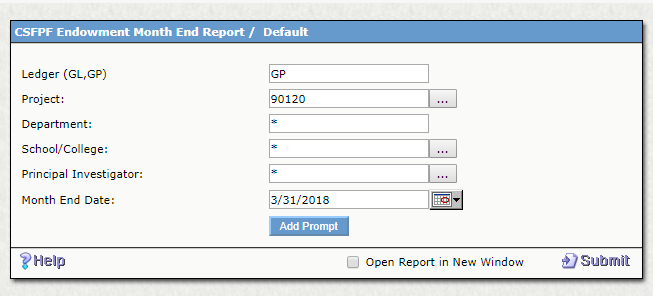 CSFPF Endowment Month End Report / Default
Ledger (GL,GP) GP
Project: 90120 ...
Department: *
School/College: * ...
Principal Investigator: * ...
Month End Date: 3/31/2018
Add Prompt
Help Open Report in New Window Submit